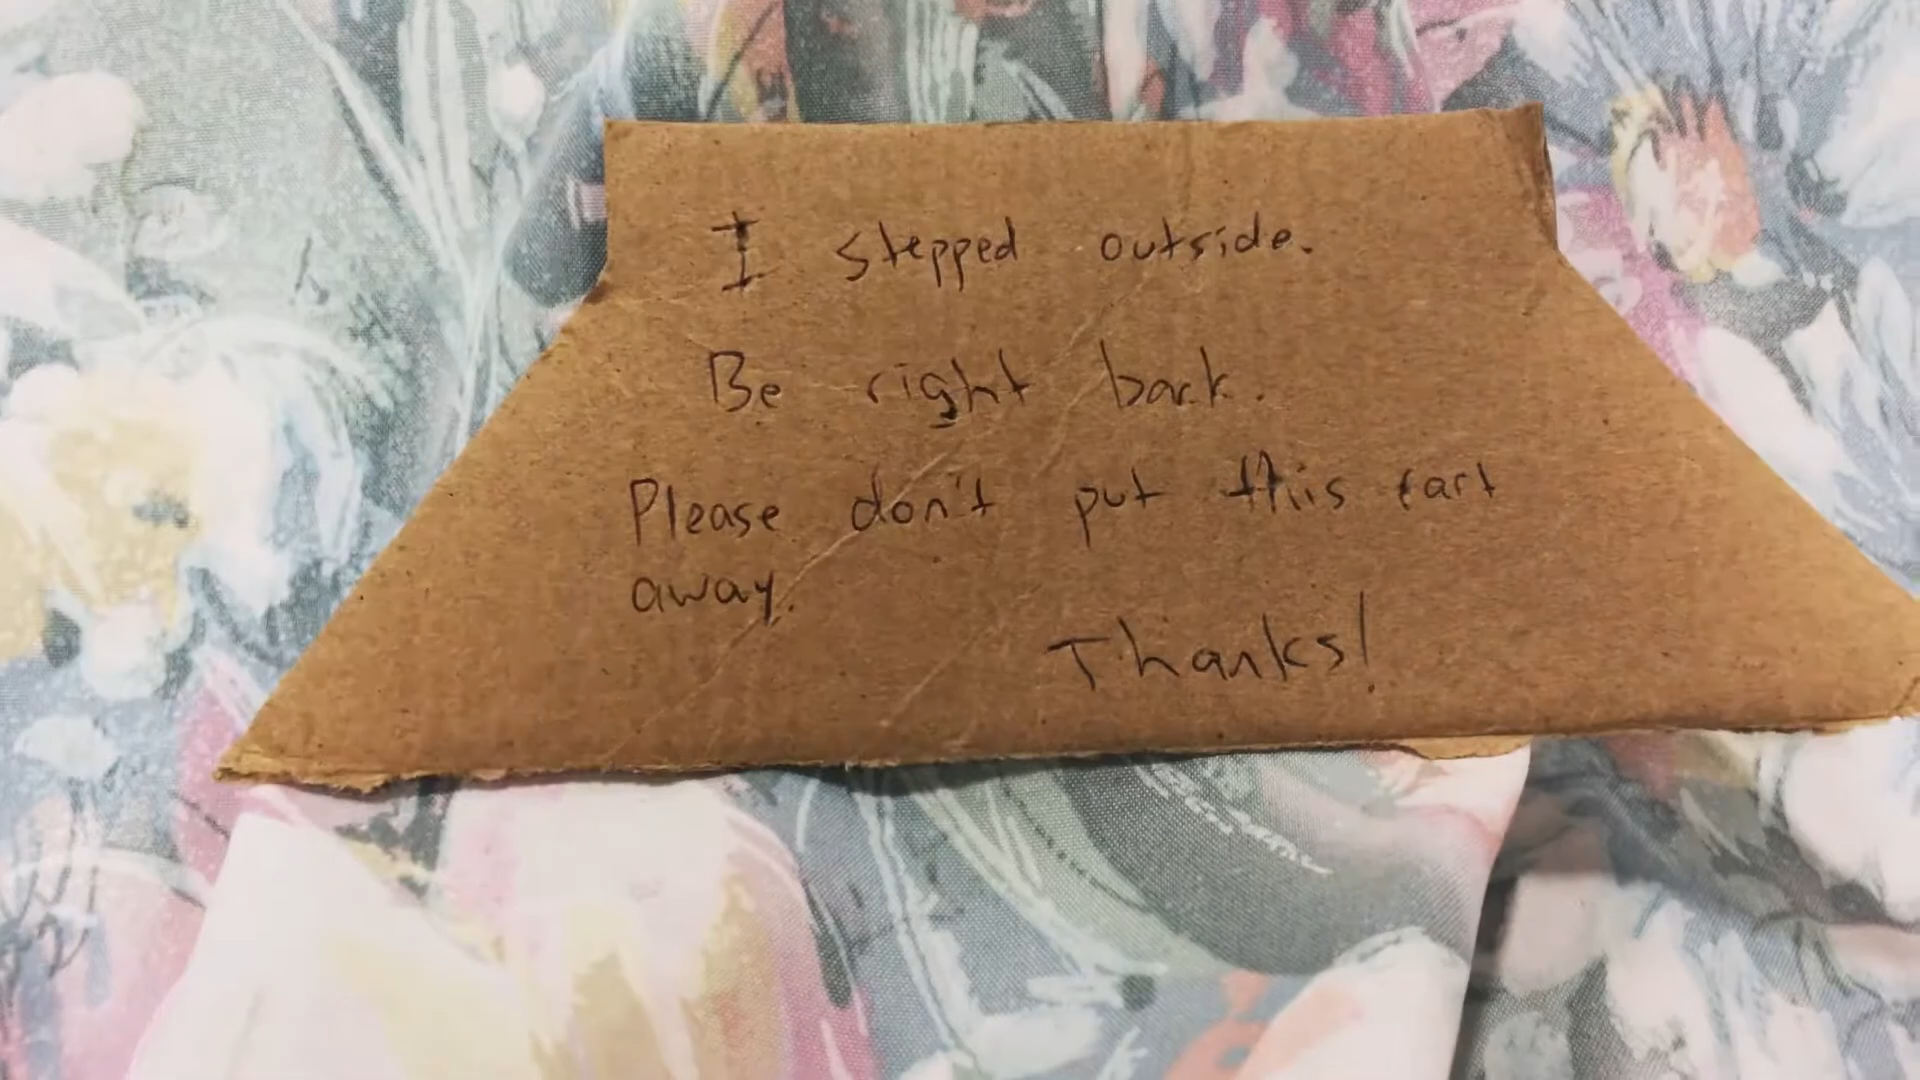 I stepped outside.
Be right back.
Please don't put this cart
away.
Thanks!